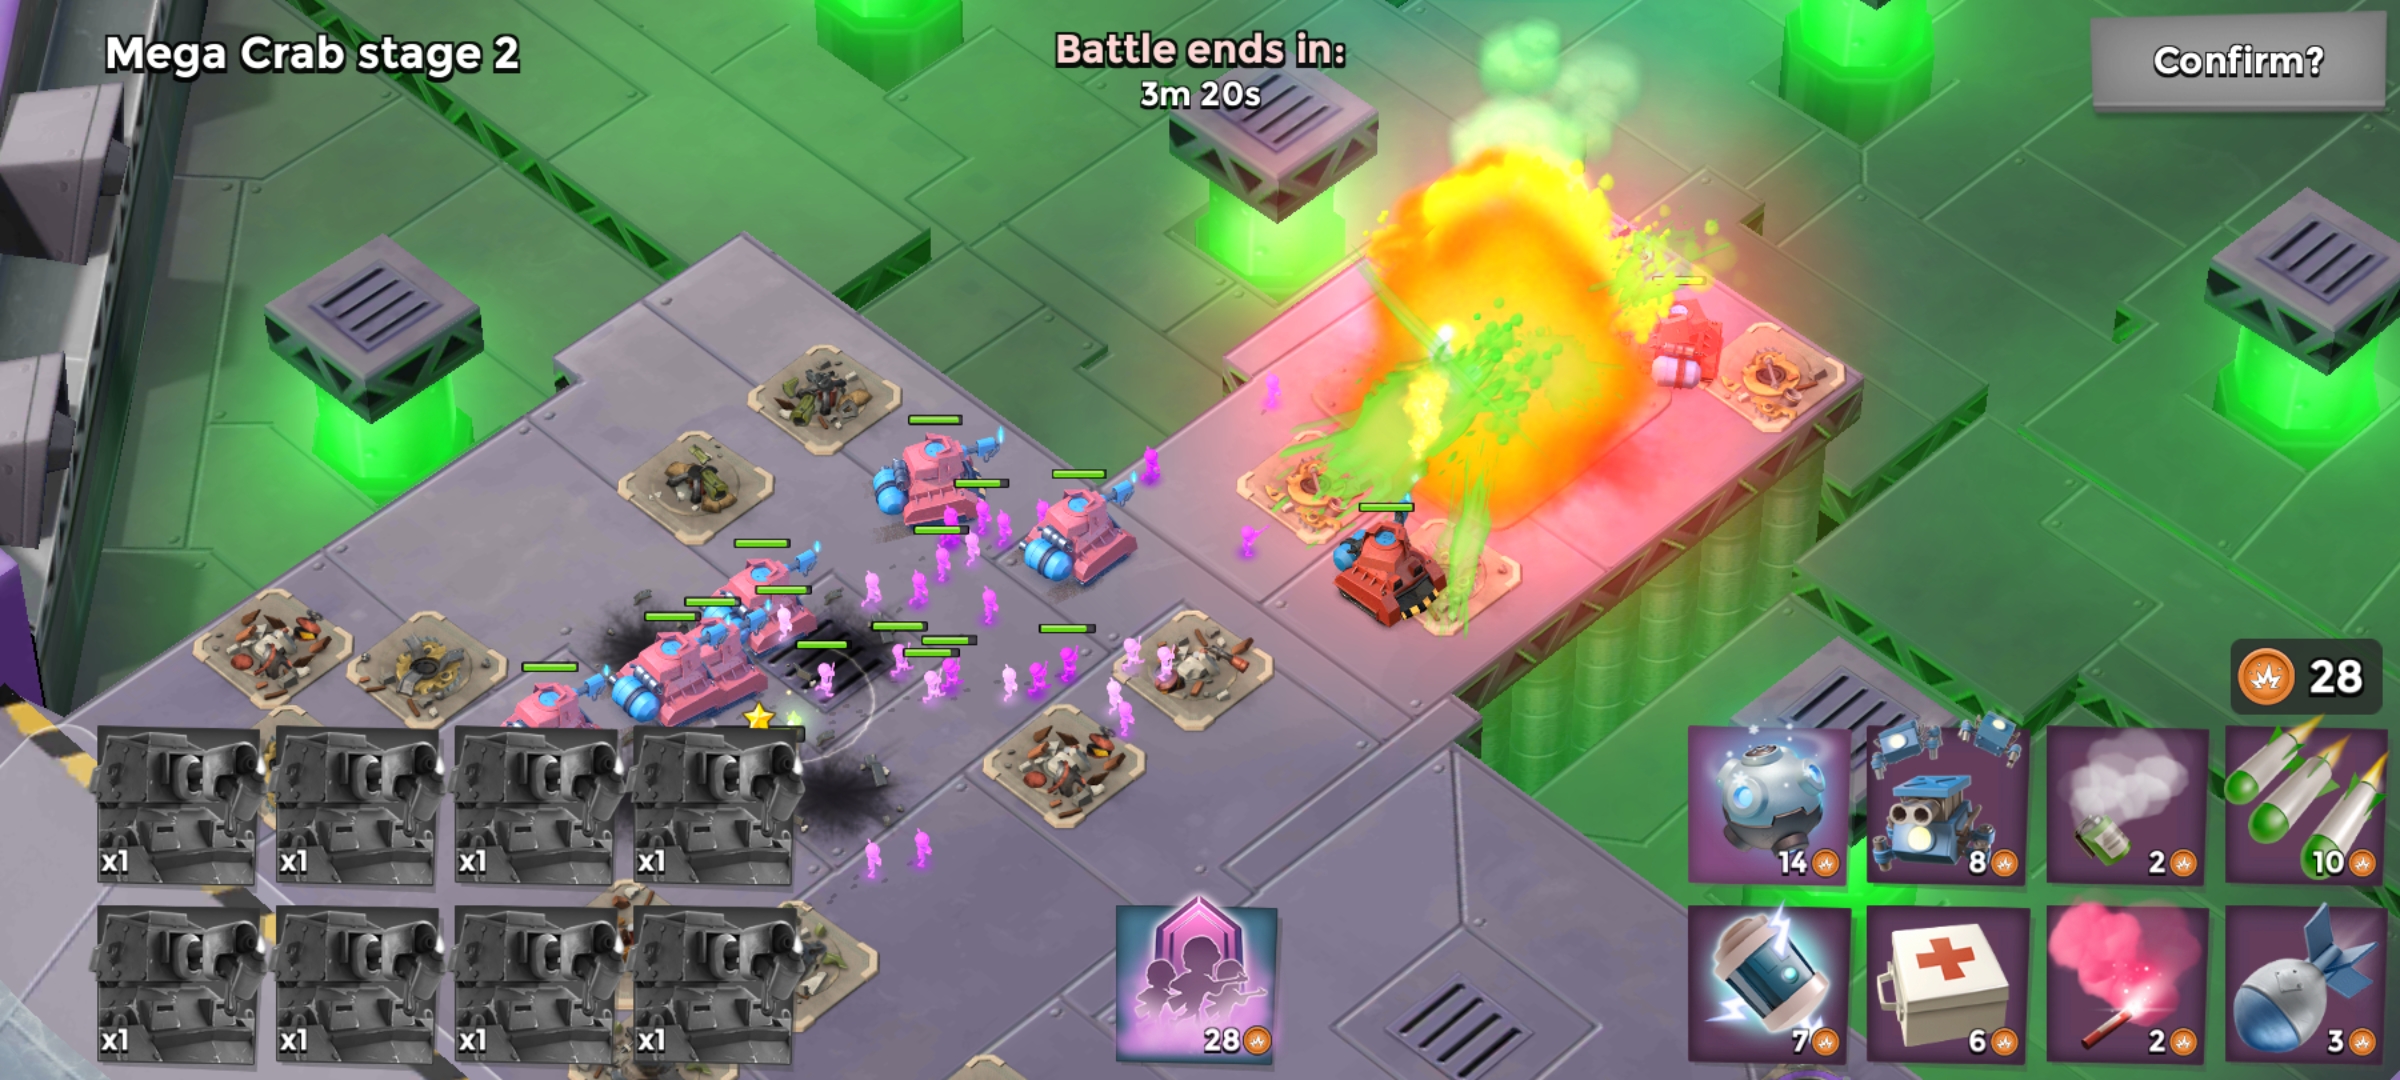 Mega Crab stage 2
Battle ends in:
3m 20s
Confirm?
28
x1
x1
x1
x1
14
8
2
10
x1
x1
x1
x1
28
7
6
2
3